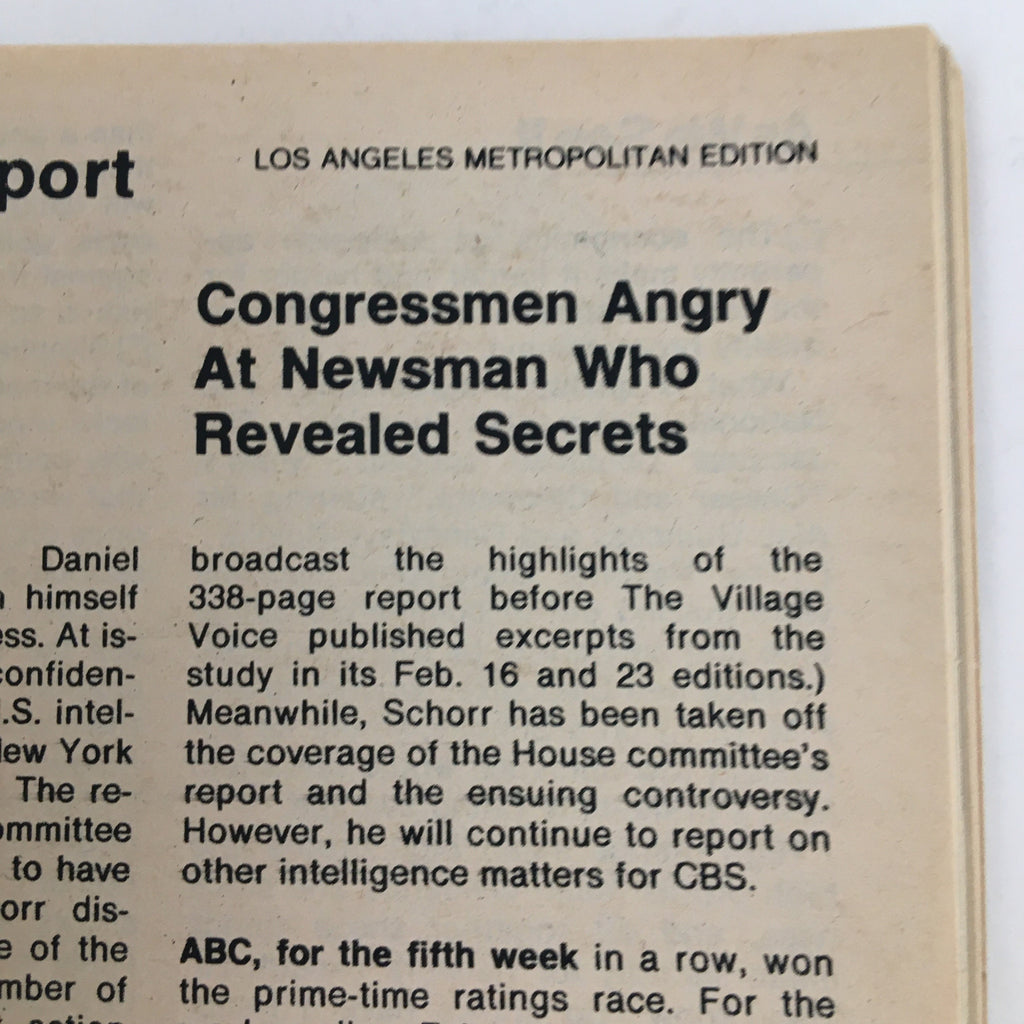 LOS ANGELES METROPOLITAN EDITION
port
Congressmen Angry
At Newsman Who
Revealed Secrets
Daniel
himself
ess. At is-
confiden-
.S. intel-
ew York
The re-
ommittee
to have
orr dis-
e of the
mber of
broadcast the highlights of the
338-page report before The Village
Voice published excerpts from the
study in its Feb. 16 and 23 editions.)
Meanwhile, Schorr has been taken off
the coverage of the House committee's
report and the ensuing controversy.
However, he will continue to report on
other intelligence matters for CBS.
ABC, for the fifth week in a row, won
the prime-time ratings race. For the